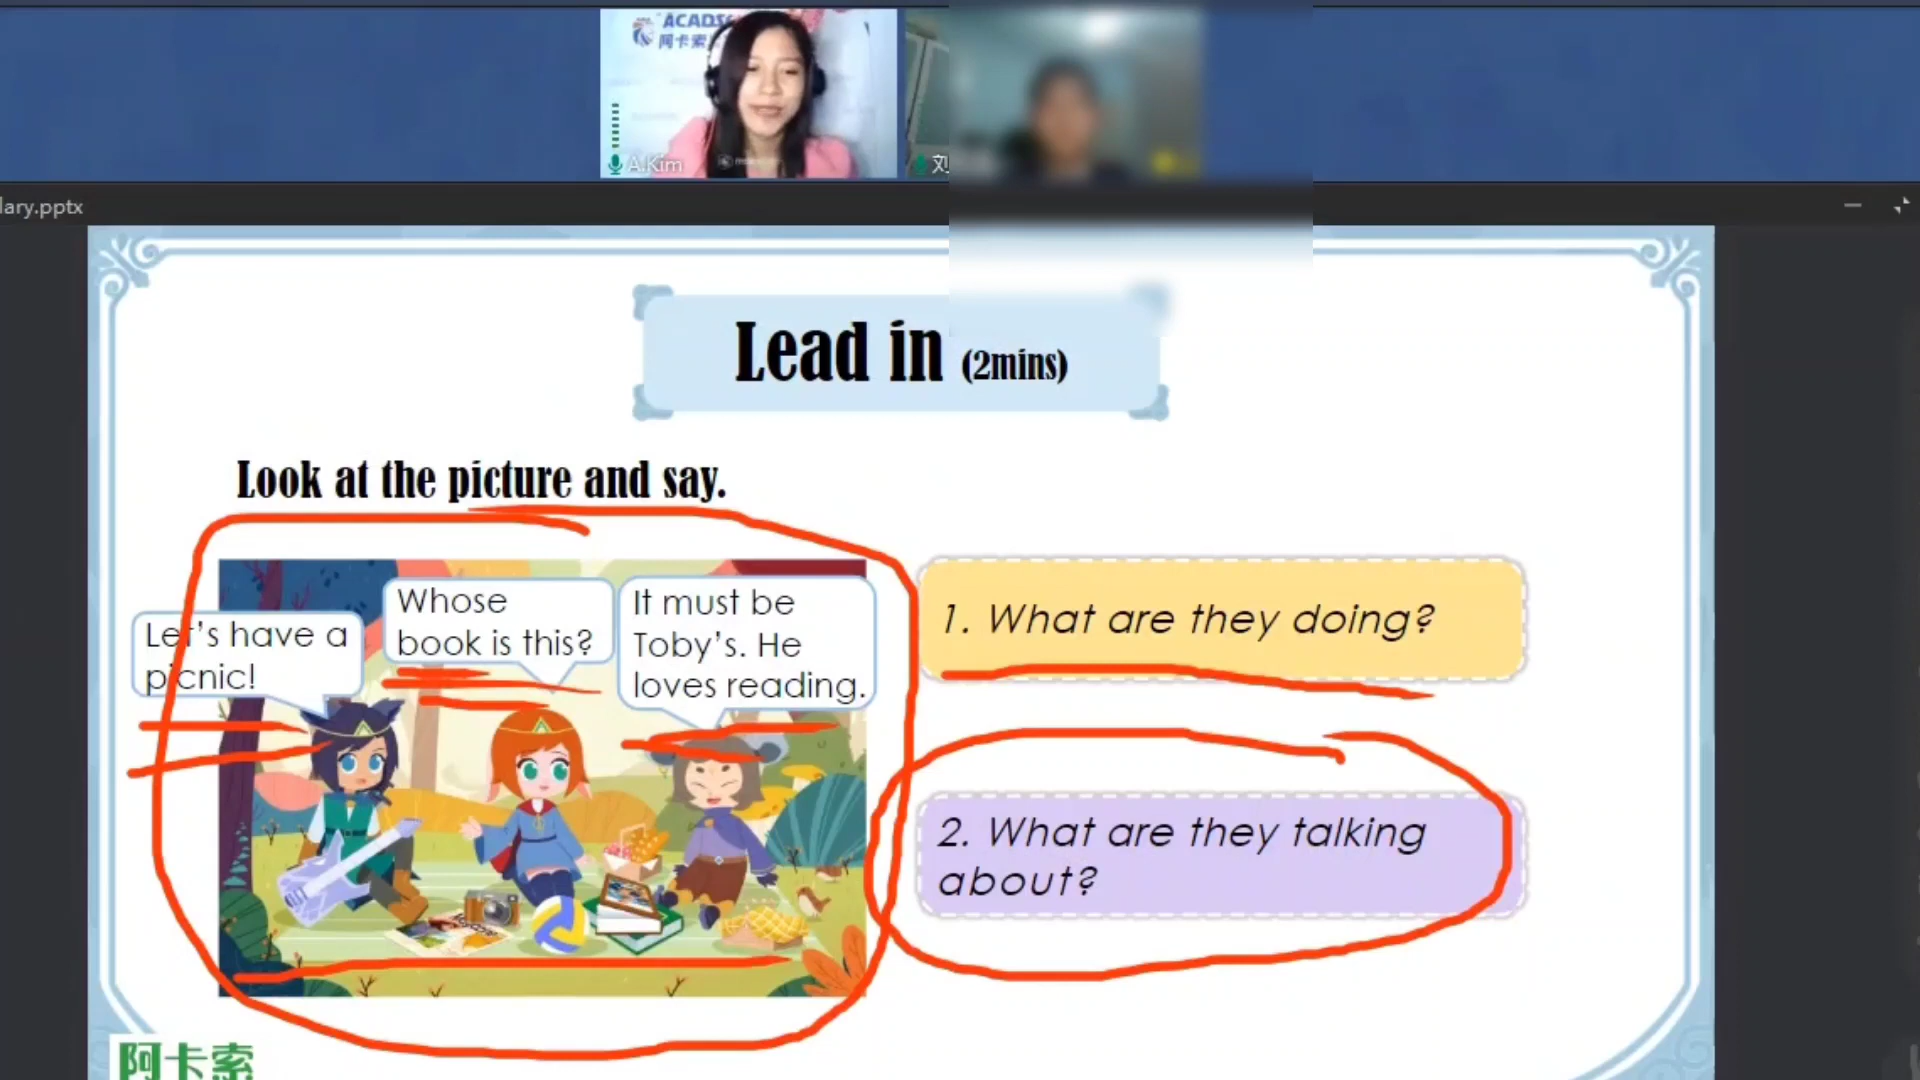 ACADS
阿卡索
A.Kim
刘
lary.pptx
Lead in (2mins)
Look at the picture and say.
Let's have a
picnic!
Whose
book is this?
It must be
Toby's. He
loves reading.
1. What are they doing?
2. What are they talking
about?
阿卡索